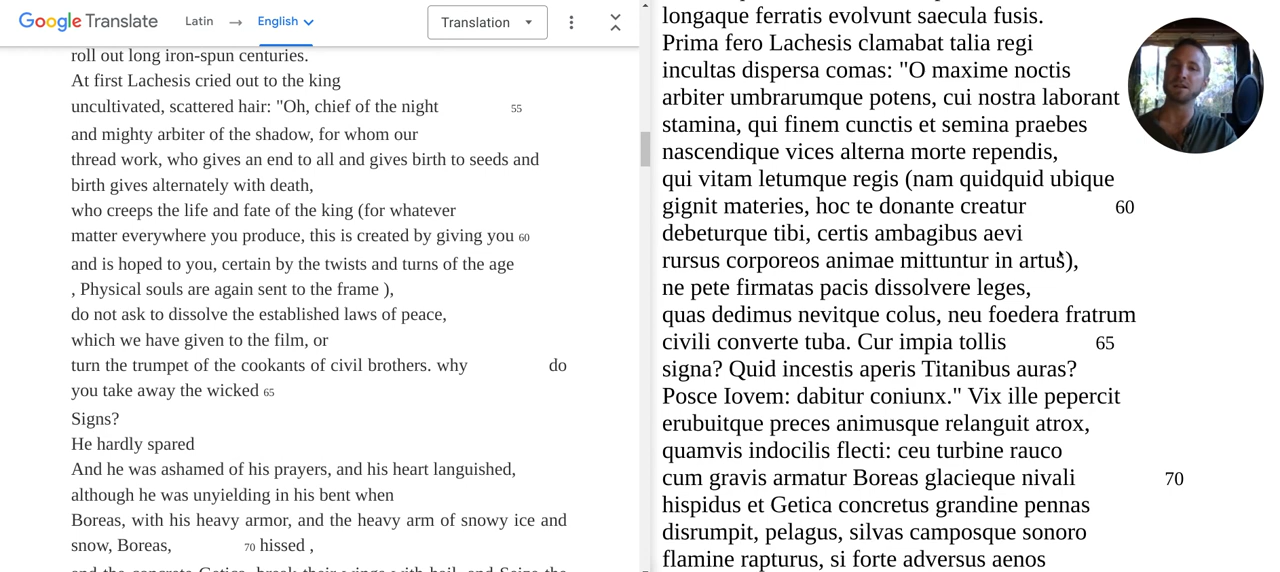 Google Translate
Latin → English
Translation
roll out long iron-spun centuries.
At first Lachesis cried out to the king
uncultivated, scattered hair: "Oh, chief of the night 55
and mighty arbiter of the shadow, for whom our
thread work, who gives an end to all and gives birth to seeds and
birth gives alternately with death,
who creeps the life and fate of the king (for whatever
matter everywhere you produce, this is created by giving you 60
and is hoped to you, certain by the twists and turns of the age
, Physical souls are again sent to the frame ),
do not ask to dissolve the established laws of peace,
which we have given to the film, or
turn the trumpet of the cookants of civil brothers. why do
you take away the wicked 65
Signs?
He hardly spared
And he was ashamed of his prayers, and his heart languished,
although he was unyielding in his bent when
Boreas, with his heavy armor, and the heavy arm of snowy ice and
snow, Boreas, 70 hissed ,
and the concrete Getica, break their wings with hail, and Seize the
longaque ferratis evolvunt saecula fusis.
Prima fero Lachesis clamabat talia regi
incultas dispersa comas: "O maxime noctis
arbiter umbrarumque potens, cui nostra laborant
stamina, qui finem cunctis et semina praebes
nascendique vices alterna morte rependis,
qui vitam letumque regis (nam quidquid ubique
gignit materies, hoc te donante creatur 60
debeturque tibi, certis ambagibus aevi
rursus corporeos animae mittuntur in artus),
ne pete firmatas pacis dissolvere leges,
quas dedimus nevitque colus, neu foedera fratrum
civili converte tuba. Cur impia tollis 65
signa? Quid incestis aperis Titanibus auras?
Posce Iovem: dabitur coniunx." Vix ille pepercit
erubuitque preces animusque relanguit atrox,
quamvis indocilis flecti: ceu turbine rauco
cum gravis armatur Boreas glacieque nivali 70
hispidus et Getica concretus grandine pennas
disrumpit, pelagus, silvas camposque sonoro
flamine rapturus, si forte adversus aenos